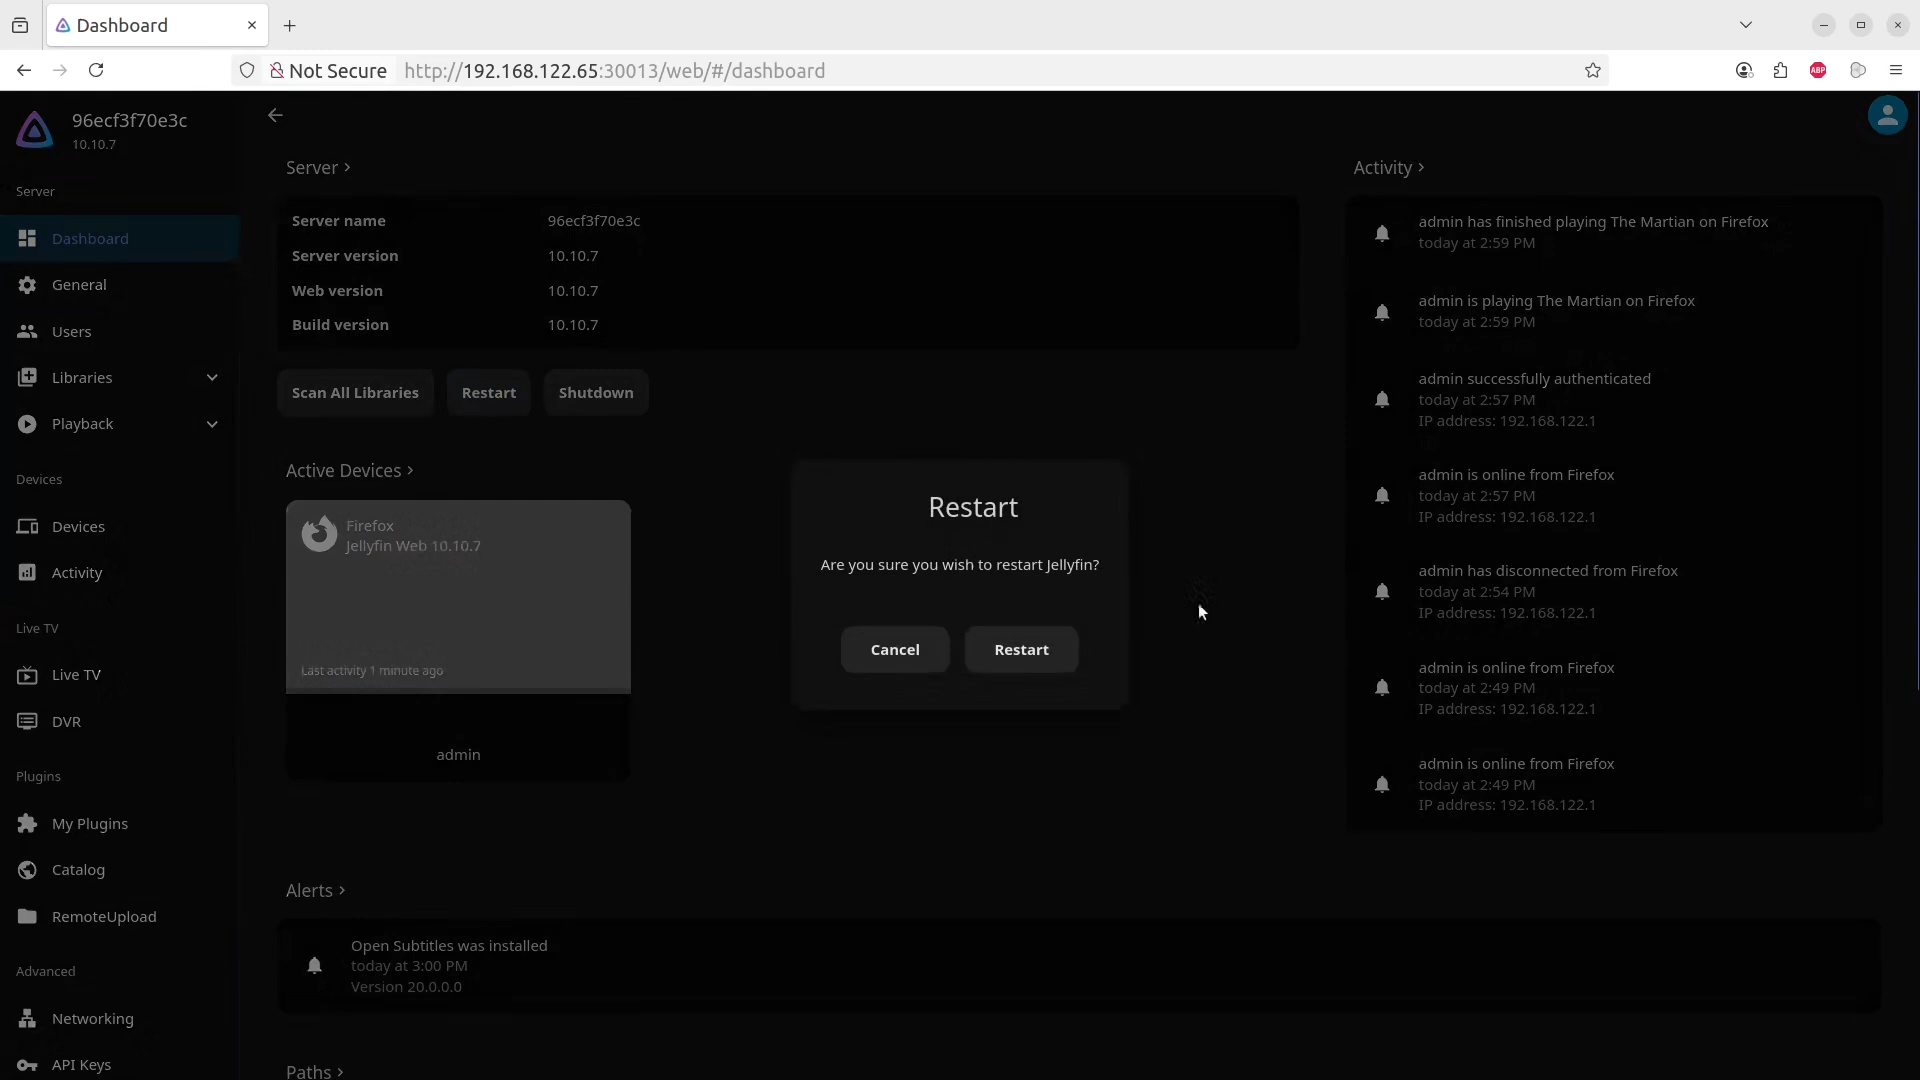 Dashboard
Not Secure
http://192.168.122.65:30013/web/#/dashboard
ABP
96ecf3f70e3c
10.10.7
Server
Dashboard
General
Users
Libraries
Playback
Devices
Devices
Activity
Live TV
Live TV
DVR
Plugins
My Plugins
Catalog
RemoteUpload
Advanced
Networking
API Keys
Server
Server name 96ecf3f70e3c
Server version 10.10.7
Web version 10.10.7
Build version 10.10.7
Scan All Libraries Restart Shutdown
Active Devices
Firefox
Jellyfin Web 10.10.7
Last activity 1 minute ago
admin
Restart
Are you sure you wish to restart Jellyfin?
Cancel Restart
Activity
admin has finished playing The Martian on Firefox
today at 2:59 PM
admin is playing The Martian on Firefox
today at 2:59 PM
admin successfully authenticated
today at 2:57 PM
IP address: 192.168.122.1
admin is online from Firefox
today at 2:57 PM
IP address: 192.168.122.1
admin has disconnected from Firefox
today at 2:54 PM
IP address: 192.168.122.1
admin is online from Firefox
today at 2:49 PM
IP address: 192.168.122.1
admin is online from Firefox
today at 2:49 PM
IP address: 192.168.122.1
Alerts
Open Subtitles was installed
today at 3:00 PM
Version 20.0.0.0
Paths